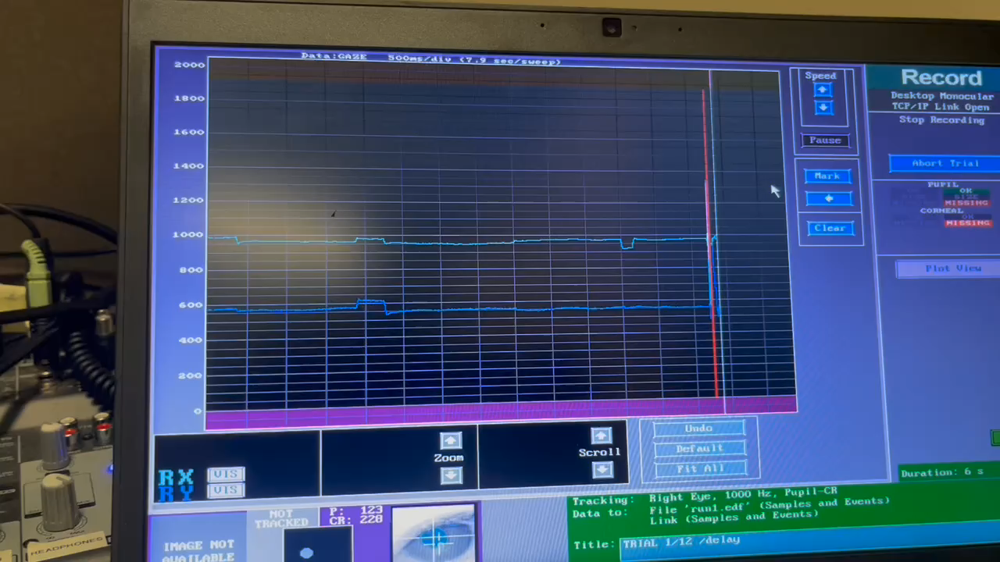 Data:GAZE 500ms/div (7.9 sec/sweep)
2000
1800
1600
1400
1200
1000
800
600
400
200
0
Speed
Pause
Mark
Clear
Record
Desktop Monocular
TCP/IP Link Open
Stop Recording
Abort Trial
PUPIL
OK
SIZE
MISSING
CORNEAL
OK
MISSING
Plot View
RX VIS
RY VIS
Zoom
Scroll
Undo
Default
Fit All
Duration: 6 s
Tracking: Right Eye, 1000 Hz, Pupil-CR
Data to: File 'run1.edf' (Samples and Events)
Link (Samples and Events)
Title: TRIAL 1/12 /delay
NOT
TRACKED
P: 123
CR: 220
IMAGE NOT
AVAILABLE
HEADPHONES